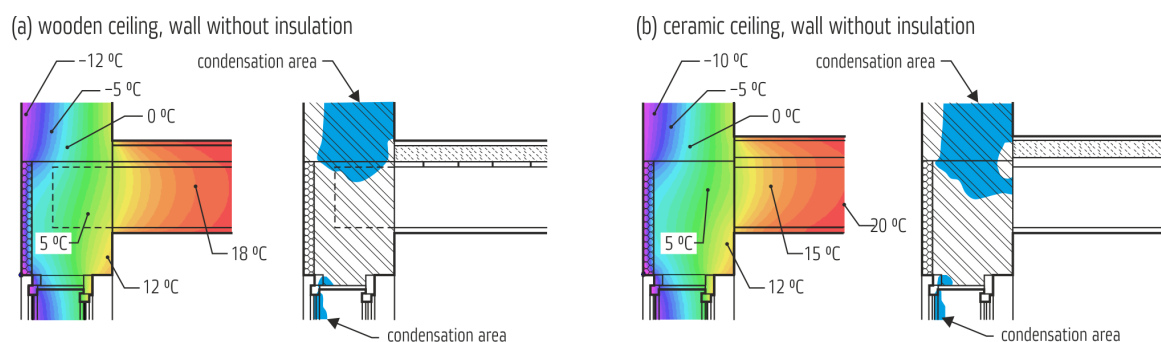 (a) wooden ceiling, wall without insulation
–12 ºC
–5 ºC
0 ºC
5 ºC
18 ºC
12 ºC
condensation area
condensation area
(b) ceramic ceiling, wall without insulation
–10 ºC
–5 ºC
0 ºC
20 ºC
5 ºC
15 ºC
12 ºC
condensation area
condensation area